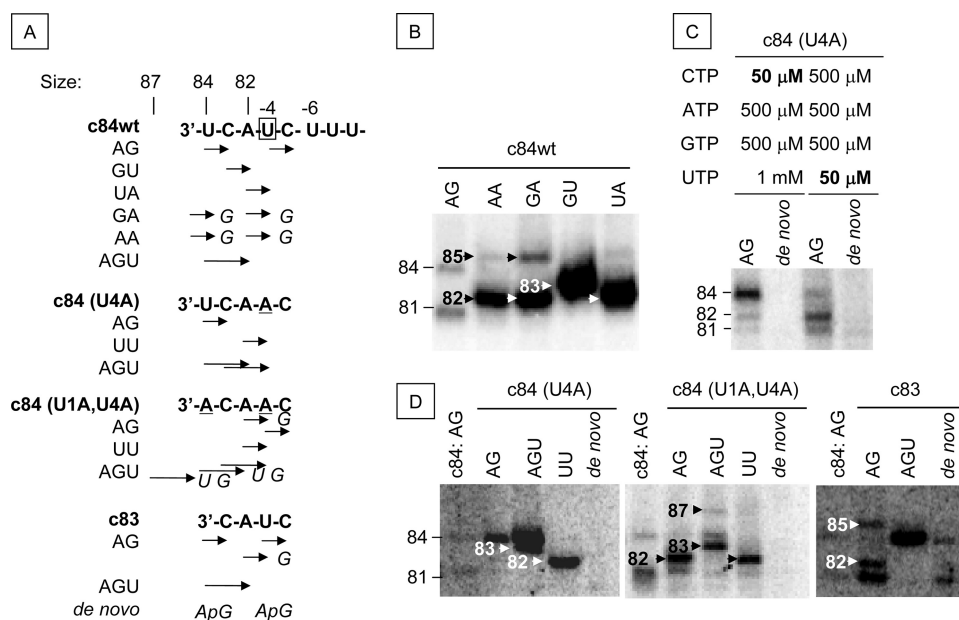 A
Size: 87 84 82
-4 -6
c84wt 3’-U-C-A-U-C-U-U-U-
AG
GU
UA
GA G G
AA G G
AGU
c84 (U4A) 3’-U-C-A-A-C
AG
UU
AGU
c84 (U1A,U4A) 3’-A-C-A-A-C
AG G
UU
AGU U G U G
c83 3’-C-A-U-C
AG G
AGU
de novo ApG ApG
B
c84wt
AG AA GA GU UA
85
84
83
82
81
C
c84 (U4A)
CTP 50 µM 500 µM
ATP 500 µM 500 µM
GTP 500 µM 500 µM
UTP 1 mM 50 µM
AG de novo AG de novo
84
82
81
D
c84 (U4A)
c84: AG AG AGU UU de novo
84
83
82
81
c84 (U1A,U4A)
c84: AG AG AGU UU de novo
87
83
82
c83
c84: AG AG AGU de novo
85
82